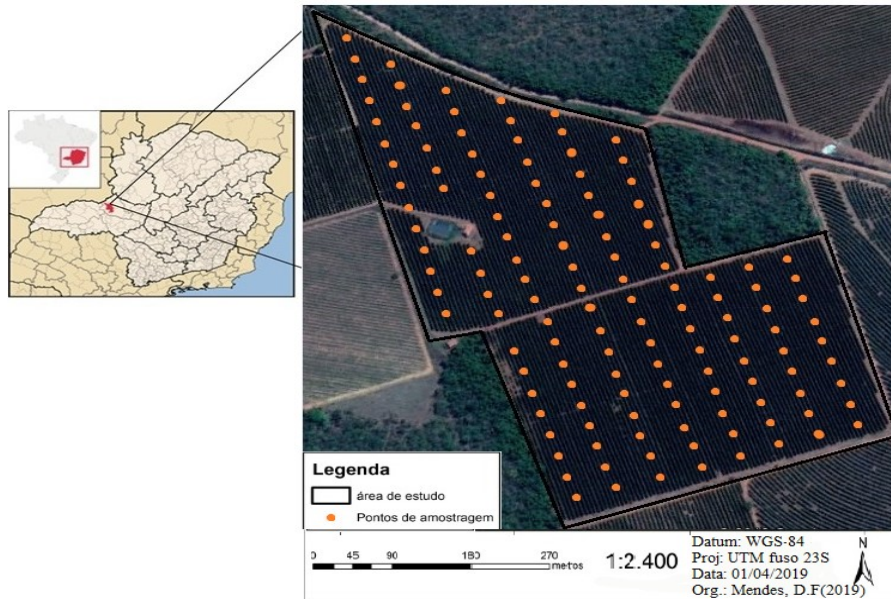 Legenda
área de estudo
Pontos de amostragem
0 45 90 180 270
metros
1:2.400
Datum: WGS-84
Proj: UTM fuso 23S
Data: 01/04/2019
Org.: Mendes, D.F(2019)
N